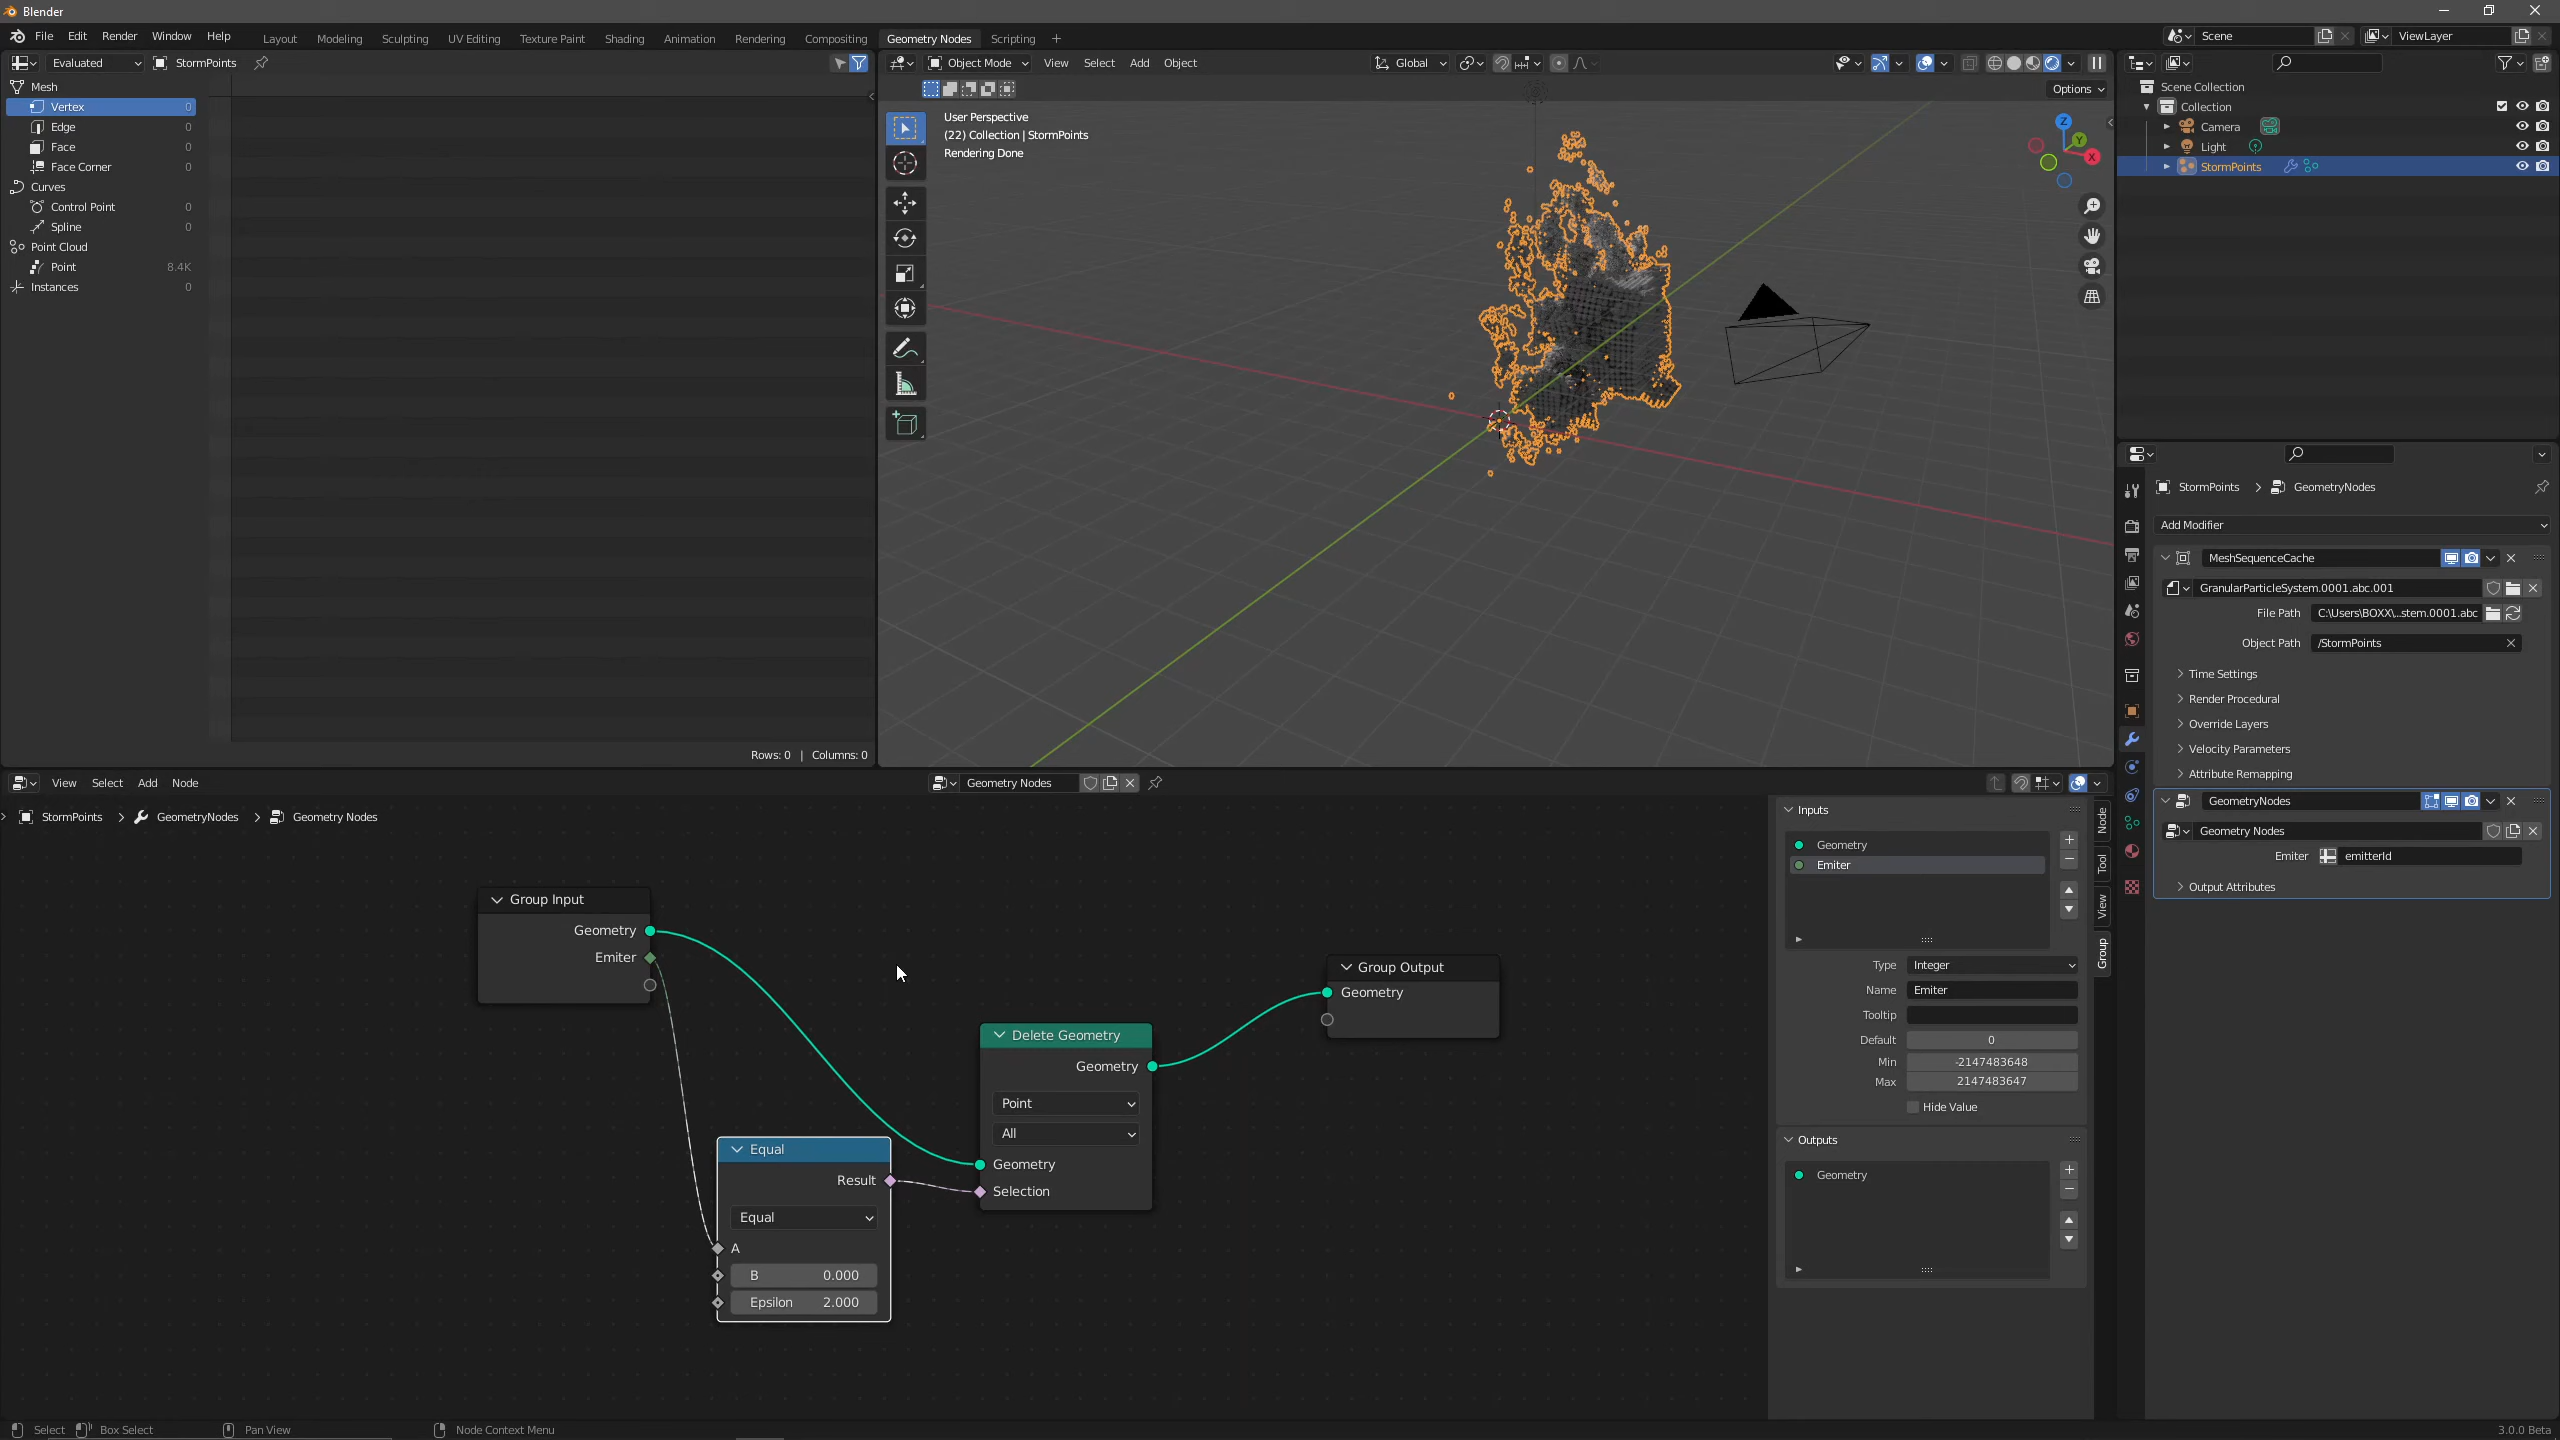 Blender
File Edit Render Window Help
Layout Modeling Sculpting UV Editing Texture Paint Shading Animation Rendering Compositing Geometry Nodes Scripting
Scene
ViewLayer
Evaluated
StormPoints
Mesh
Vertex 0
Edge 0
Face 0
Face Corner 0
Curves
Control Point 0
Spline 0
Point Cloud
Point 8.4K
Instances 0
Rows: 0 | Columns: 0
Object Mode View Select Add Object
Global
Options
User Perspective
(22) Collection | StormPoints
Rendering Done
Z
Y
X
Scene Collection
Collection
Camera
Light
StormPoints
StormPoints > GeometryNodes
Add Modifier
MeshSequenceCache
GranularParticleSystem.0001.abc.001
File Path C:\Users\BOXX\...stem.0001.abc
Object Path /StormPoints
Time Settings
Render Procedural
Override Layers
Velocity Parameters
Attribute Remapping
GeometryNodes
Geometry Nodes
Emiter emitterId
Output Attributes
View Select Add Node
Geometry Nodes
StormPoints > GeometryNodes > Geometry Nodes
Group Input
Geometry
Emiter
Equal
Result
Equal
A
B 0.000
Epsilon 2.000
Delete Geometry
Geometry
Point
All
Geometry
Selection
Group Output
Geometry
Inputs
Geometry
Emiter
Type Integer
Name Emiter
Tooltip
Default 0
Min -2147483648
Max 2147483647
Hide Value
Outputs
Geometry
Node
Tool
View
Group
Select Box Select Pan View Node Context Menu
3.0.0 Beta